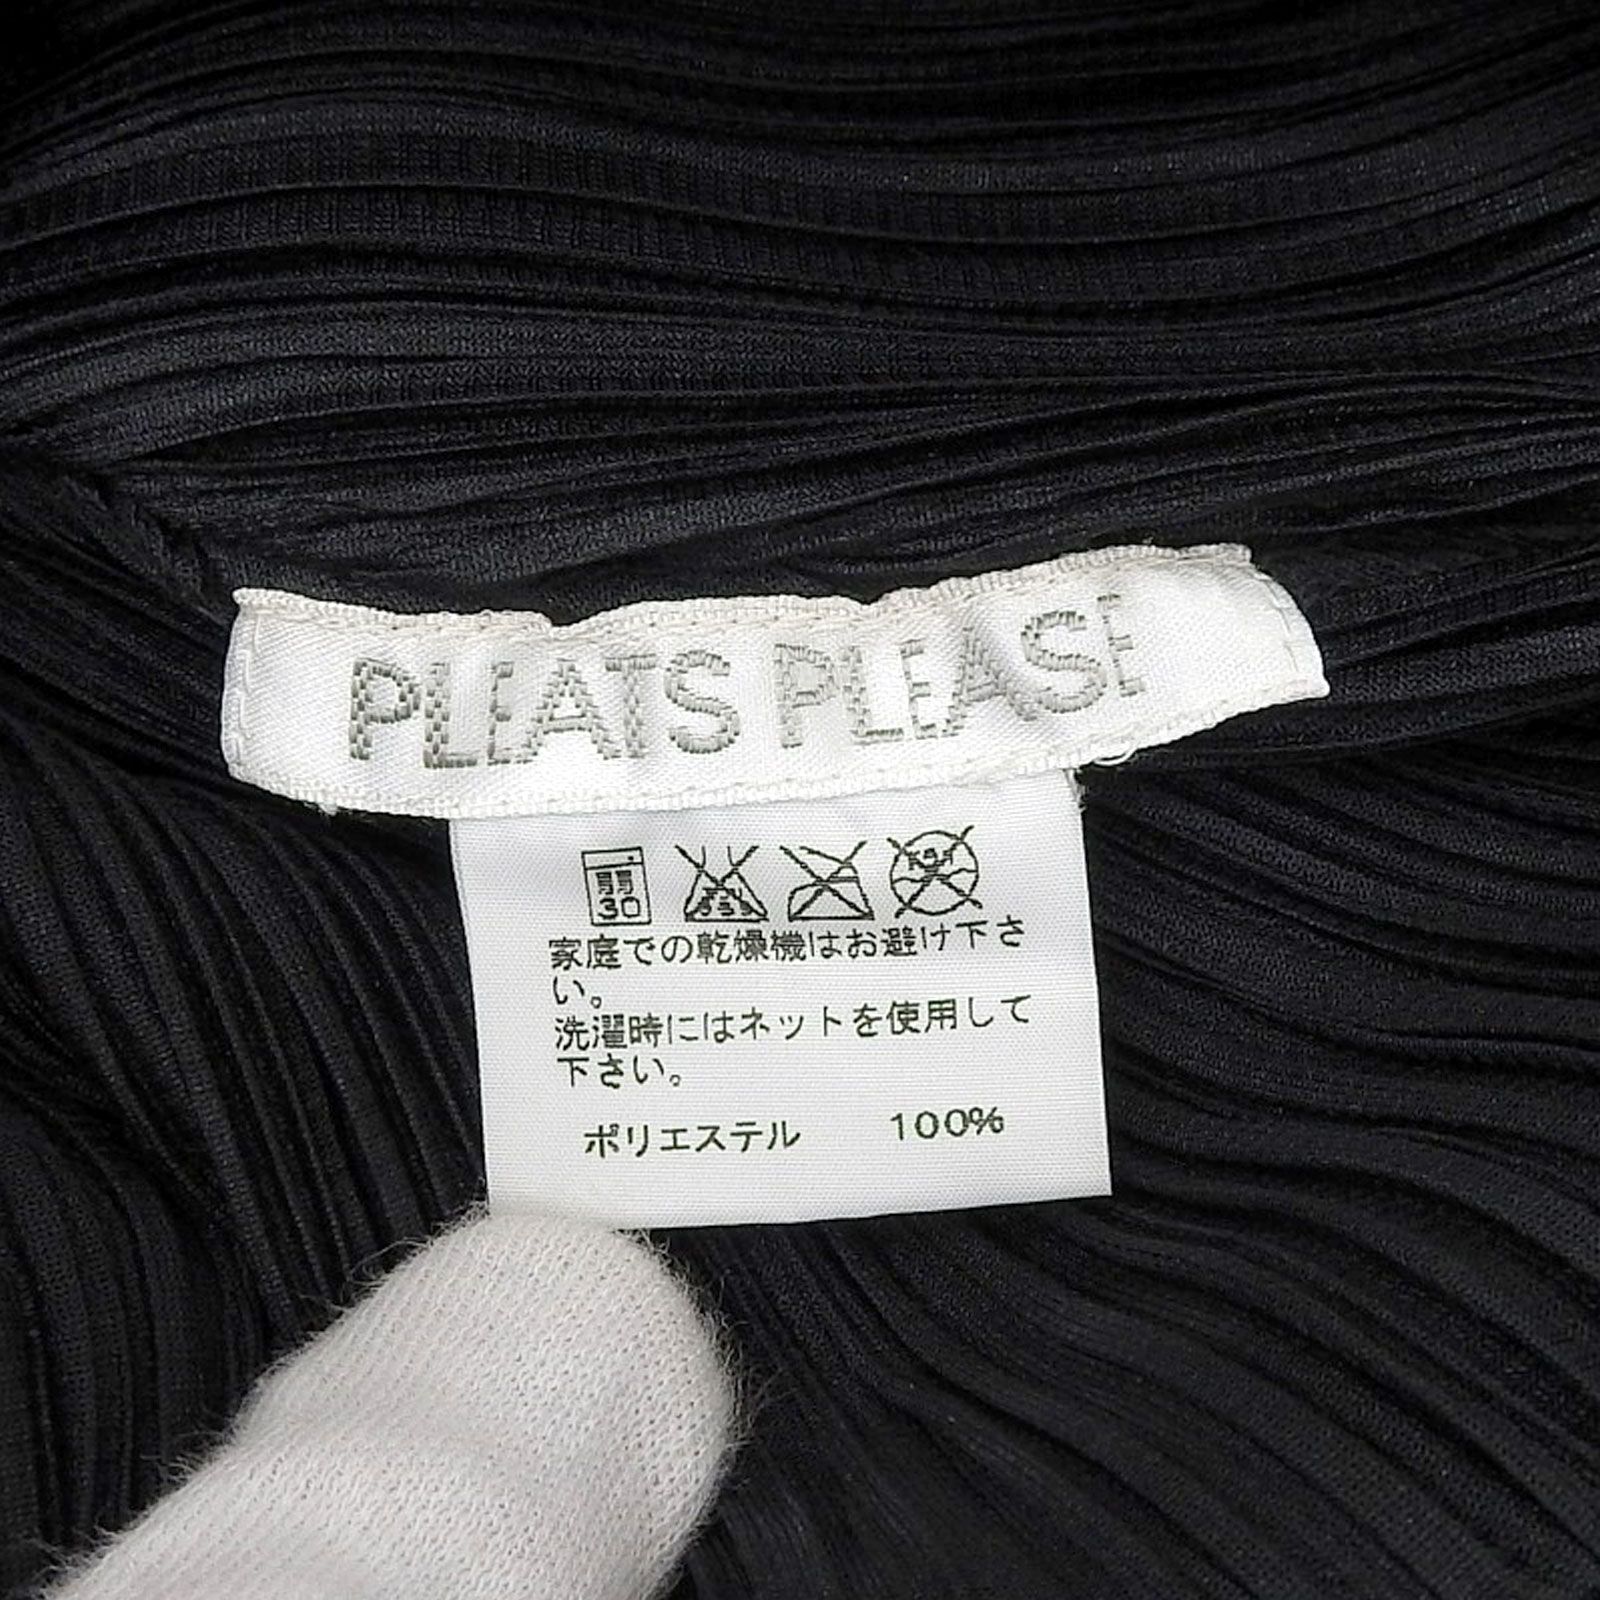 PLEATS PLEASE
弱 30
家庭での乾燥機はお避け下さ
い。
洗濯時にはネットを使用して
下さい。
ポリエステル 100%